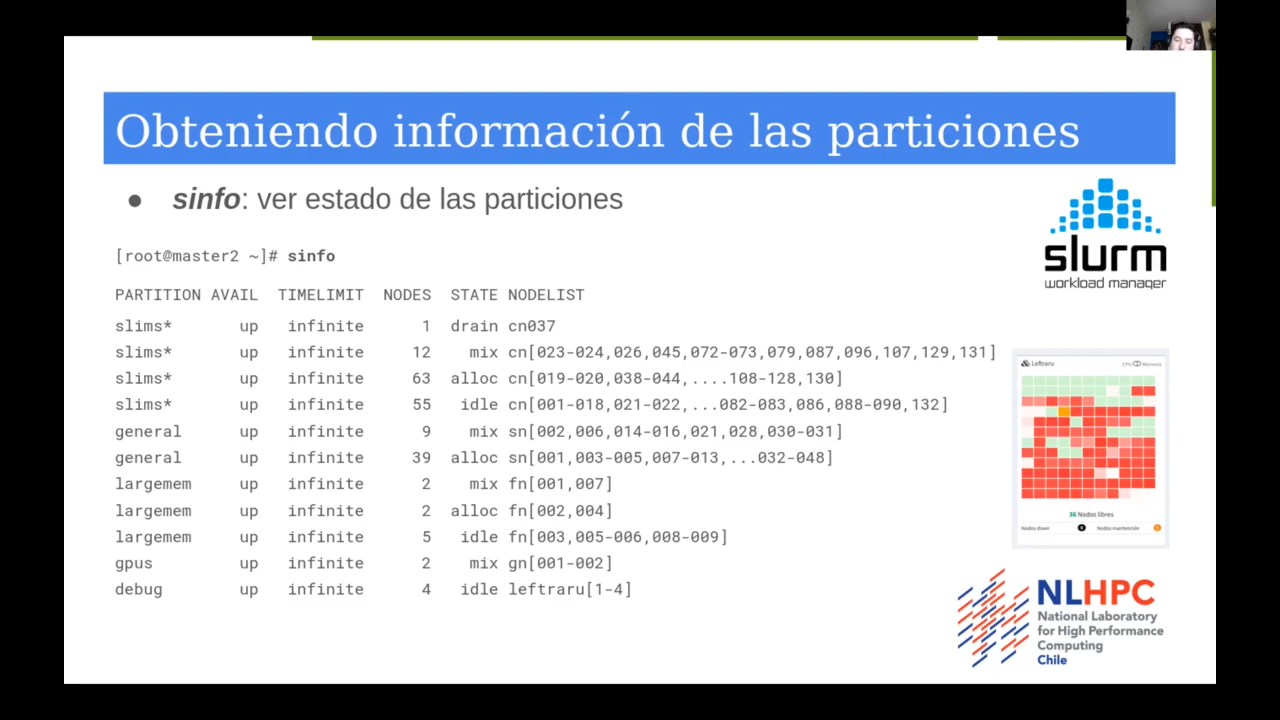 Obteniendo información de las particiones
● sinfo: ver estado de las particiones
slurm
workload manager
[root@master2 ~]# sinfo
PARTITION AVAIL TIMELIMIT NODES STATE NODELIST
slims* up infinite 1 drain cn037
slims* up infinite 12 mix cn[023-024,026,045,072-073,079,087,096,107,129,131]
slims* up infinite 63 alloc cn[019-020,038-044,....108-128,130]
slims* up infinite 55 idle cn[001-018,021-022,...082-083,086,088-090,132]
general up infinite 9 mix sn[002,006,014-016,021,028,030-031]
general up infinite 39 alloc sn[001,003-005,007-013,...032-048]
largemem up infinite 2 mix fn[001,007]
largemem up infinite 2 alloc fn[002,004]
largemem up infinite 5 idle fn[003,005-006,008-009]
gpus up infinite 2 mix gn[001-002]
debug up infinite 4 idle leftraru[1-4]
Leftraru CPU Memoria
36 Nodos libres
Nodos down Nodos mantención
NLHPC
National Laboratory
for High Performance
Computing
Chile